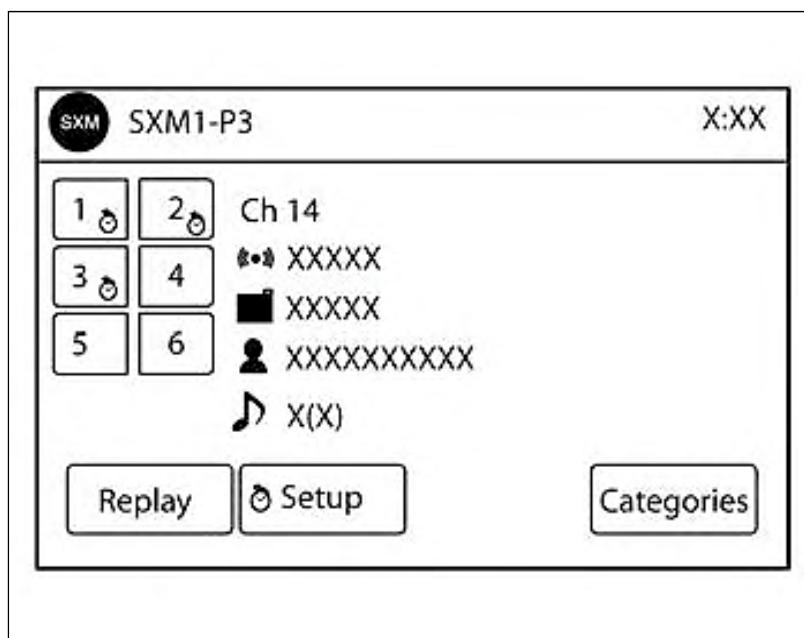 SXM SXM1-P3 X:XX
1 2 Ch 14
XXXXX
3 4
XXXXX
5 6
XXXXXXXXXX
X(X)
Replay Setup Categories